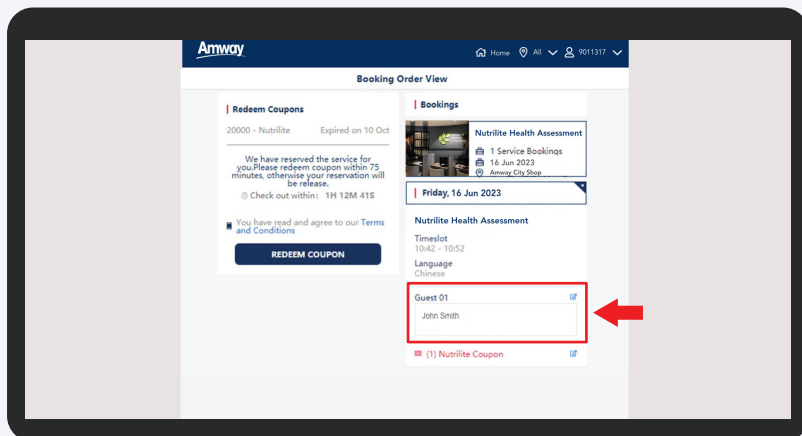 Amway
Home All 9011317
Booking Order View
Redeem Coupons
20000 - Nutrilite Expired on 10 Oct
We have reserved the service for
you.Please redeem coupon within 75
minutes, otherwise your reservation will
be release.
Check out within: 1H 12M 41S
You have read and agree to our Terms
and Conditions
REDEEM COUPON
Bookings
Nutrilite Health Assessment
1 Service Bookings
16 Jun 2023
Amway City Shop
Friday, 16 Jun 2023
Nutrilite Health Assessment
Timeslot
10:42 - 10:52
Language
Chinese
Guest 01
John Smith
(1) Nutrilite Coupon